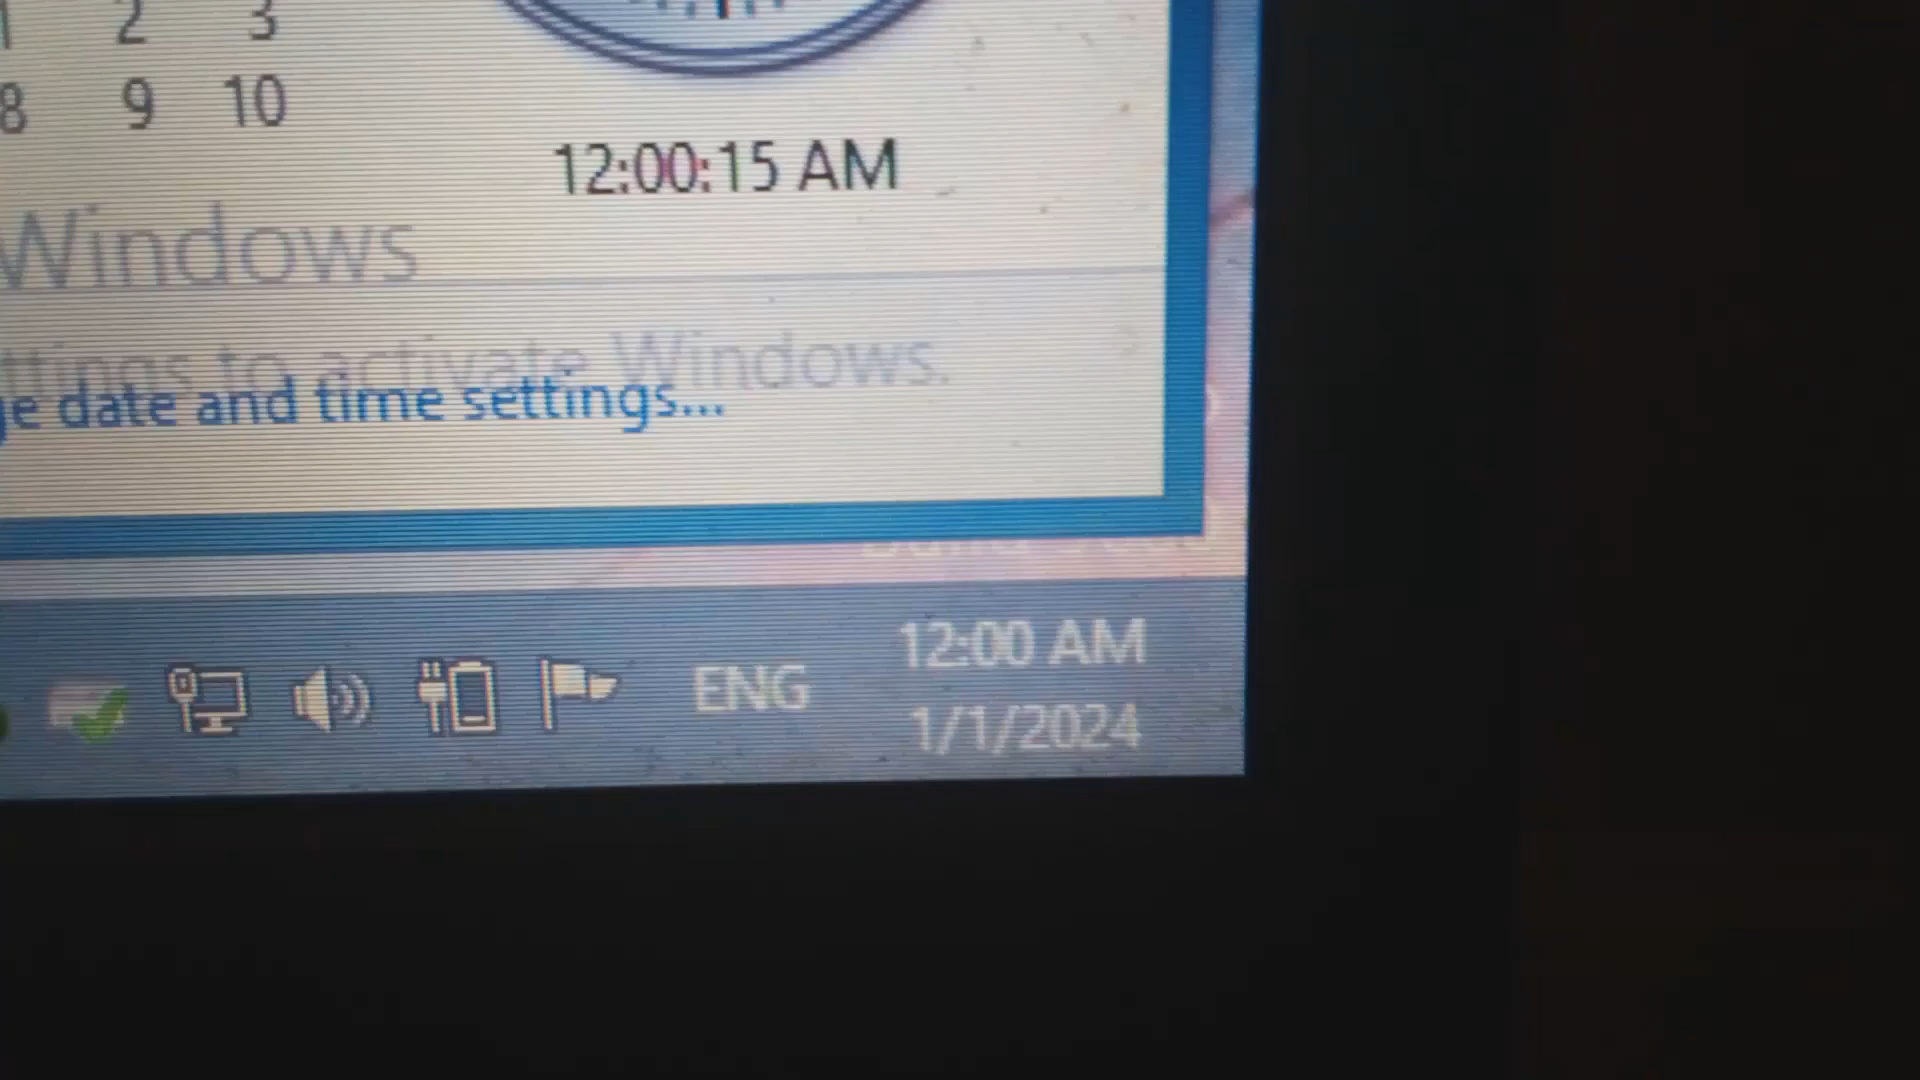 1 2 3
8 9 10
12:00:15 AM
Windows
ttings to activate Windows.
ge date and time settings...
ENG
12:00 AM
1/1/2024